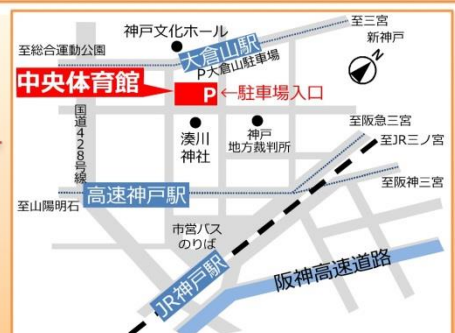 神戸文化ホール
至三宮
新神戸
大倉山駅
至総合運動公園
P大倉山駐車場
中央体育館
P
←駐車場入口
国道428号線
湊川
神社
神戸
地方裁判所
至阪急三宮
至JR三ノ宮
高速神戸駅
至阪神三宮
至山陽明石
市営バス
のりば
JR神戸駅
阪神高速道路